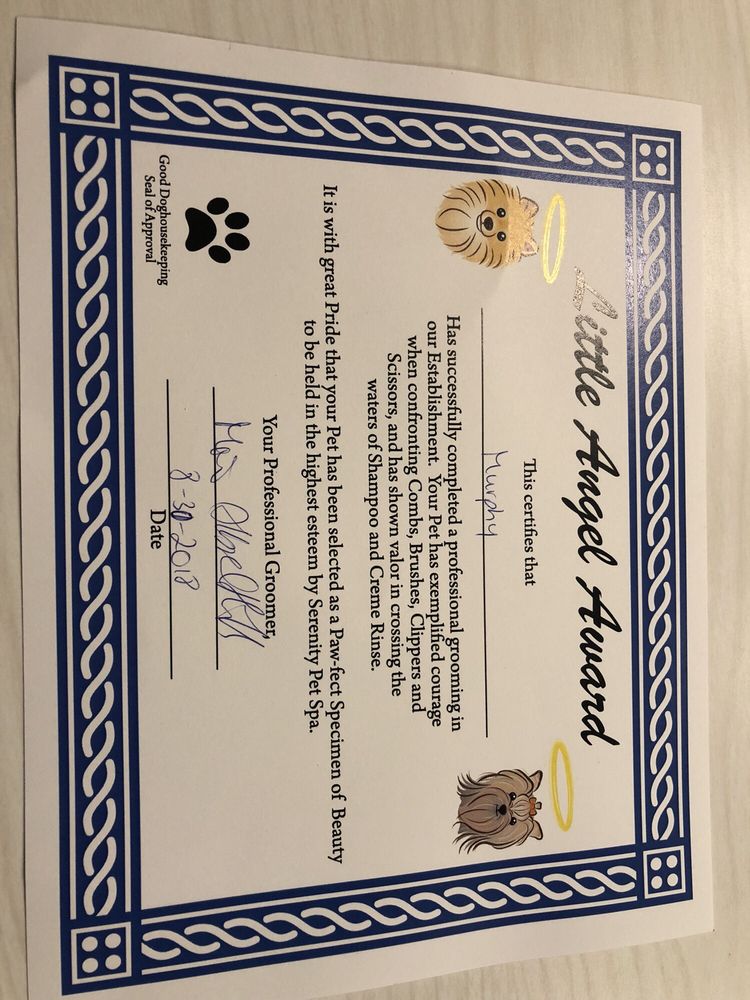 Little Angel Award
This certifies that
Murphy
Has successfully completed a professional grooming in
our Establishment. Your Pet has exemplified courage
when confronting Combs, Brushes, Clippers and
Scissors, and has shown valor in crossing the
waters of Shampoo and Creme Rinse.
It is with great Pride that your Pet has been selected as a Paw-fect Specimen of Beauty
to be held in the highest esteem by Serenity Pet Spa.
Your Professional Groomer,
8-30-2018
Date
Good Doghousekeeping
Seal of Approval